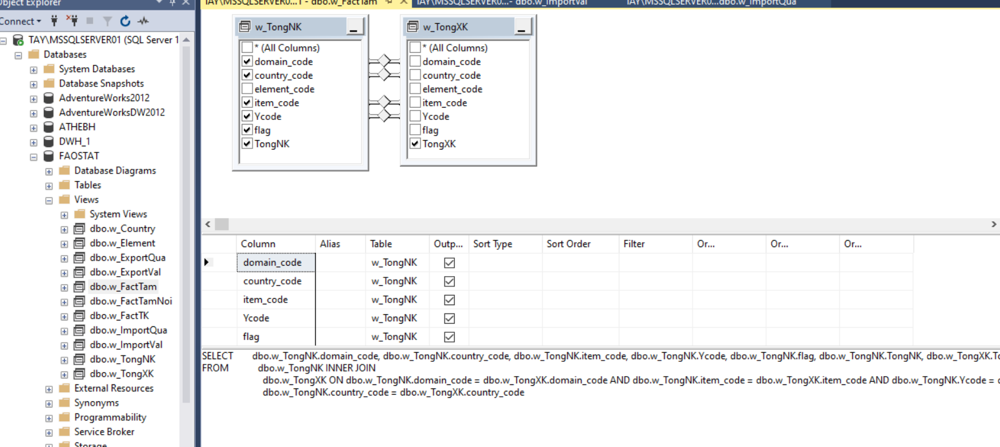 Object Explorer
TAY\MSSQLSERVER0...T - dbo.w_FactTam
TAY\MSSQLSERVER0...- dbo.w_ImportVal
TAY\MSSQLSERVER0...dbo.w_ImportQua
Connect
TAY\MSSQLSERVER01 (SQL Server 1
Databases
System Databases
Database Snapshots
AdventureWorks2012
AdventureWorksDW2012
ATHEBH
DWH_1
FAOSTAT
Database Diagrams
Tables
Views
System Views
dbo.w_Country
dbo.w_Element
dbo.w_ExportQua
dbo.w_ExportVal
dbo.w_FactTam
dbo.w_FactTamNoi
dbo.w_FactTK
dbo.w_ImportQua
dbo.w_ImportVal
dbo.w_TongNK
dbo.w_TongXK
External Resources
Synonyms
Programmability
Service Broker
Storage
w_TongNK
* (All Columns)
domain_code
country_code
element_code
item_code
Ycode
flag
TongNK
w_TongXK
* (All Columns)
domain_code
country_code
element_code
item_code
Ycode
flag
TongXK
Column Alias Table Outp... Sort Type Sort Order Filter Or... Or... Or...
domain_code w_TongNK
country_code w_TongNK
item_code w_TongNK
Ycode w_TongNK
flag w_TongNK
SELECT dbo.w_TongNK.domain_code, dbo.w_TongNK.country_code, dbo.w_TongNK.item_code, dbo.w_TongNK.Ycode, dbo.w_TongNK.flag, dbo.w_TongNK.TongNK, dbo.w_TongXK.To
FROM dbo.w_TongNK INNER JOIN
dbo.w_TongXK ON dbo.w_TongNK.domain_code = dbo.w_TongXK.domain_code AND dbo.w_TongNK.item_code = dbo.w_TongXK.item_code AND dbo.w_TongNK.Ycode =
dbo.w_TongNK.country_code = dbo.w_TongXK.country_code